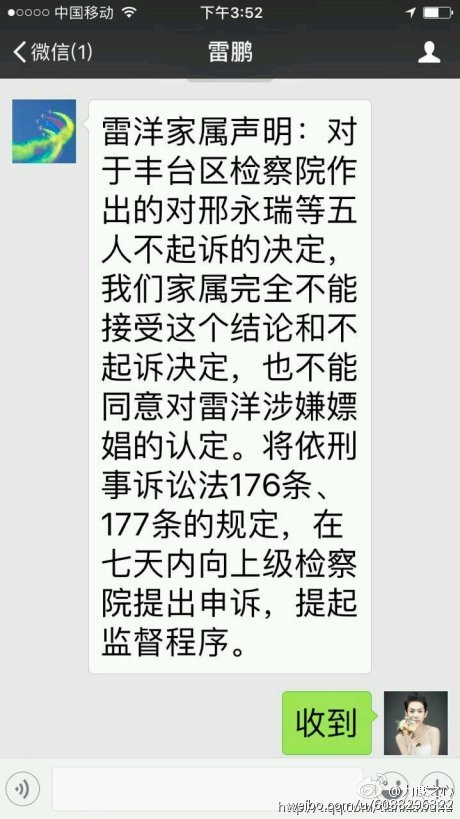 中国移动
下午3:52
微信(1)
雷鹏
雷洋家属声明：对
于丰台区检察院作
出的对邢永瑞等五
人不起诉的决定，
我们家属完全不能
接受这个结论和不
起诉决定，也不能
同意对雷洋涉嫌嫖
娼的认定。将依刑
事诉讼法176条、
177条的规定，在
七天内向上级检察
院提出申诉，提起
监督程序。
收到